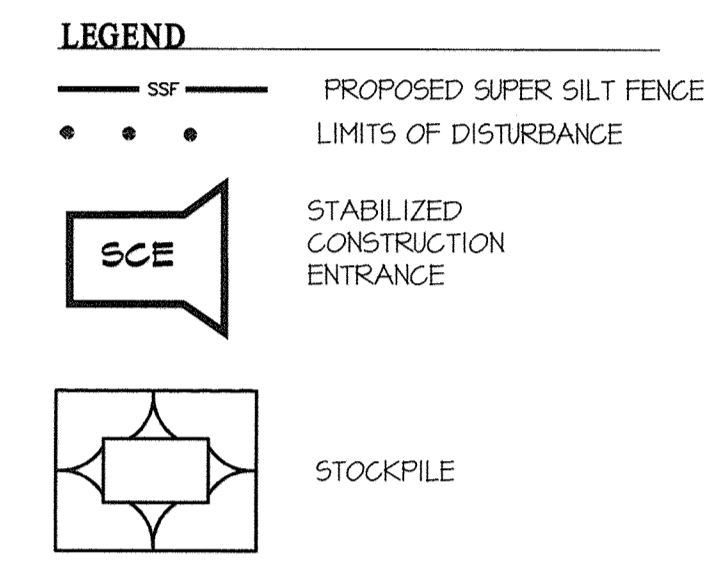 LEGEND
SSF PROPOSED SUPER SILT FENCE
LIMITS OF DISTURBANCE
SCE
STABILIZED
CONSTRUCTION
ENTRANCE
STOCKPILE